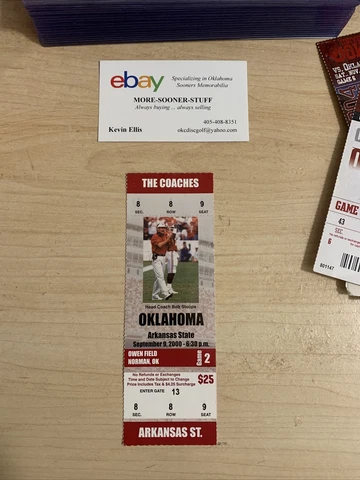 ebay
Specializing in Oklahoma
Sooners Memorabilia
MORE-SOONER-STUFF
Always buying ... always selling
405-408-8351
Kevin Ellis
okcdiscgolf@yahoo.com
THE COACHES
8 8 9
SEC. ROW SEAT
Head Coach Bob Stoops
OKLAHOMA
Arkansas State
September 9, 2000 - 6:30 p.m.
OWEN FIELD
NORMAN, OK
Game 2
No Refunds or Exchanges
Time and Date Subject to Change
Price Includes Tax & $4.25 Surcharge
$25
ENTER GATE 13
8 8 9
SEC. ROW SEAT
ARKANSAS ST.
GAME
43
SEC.
6